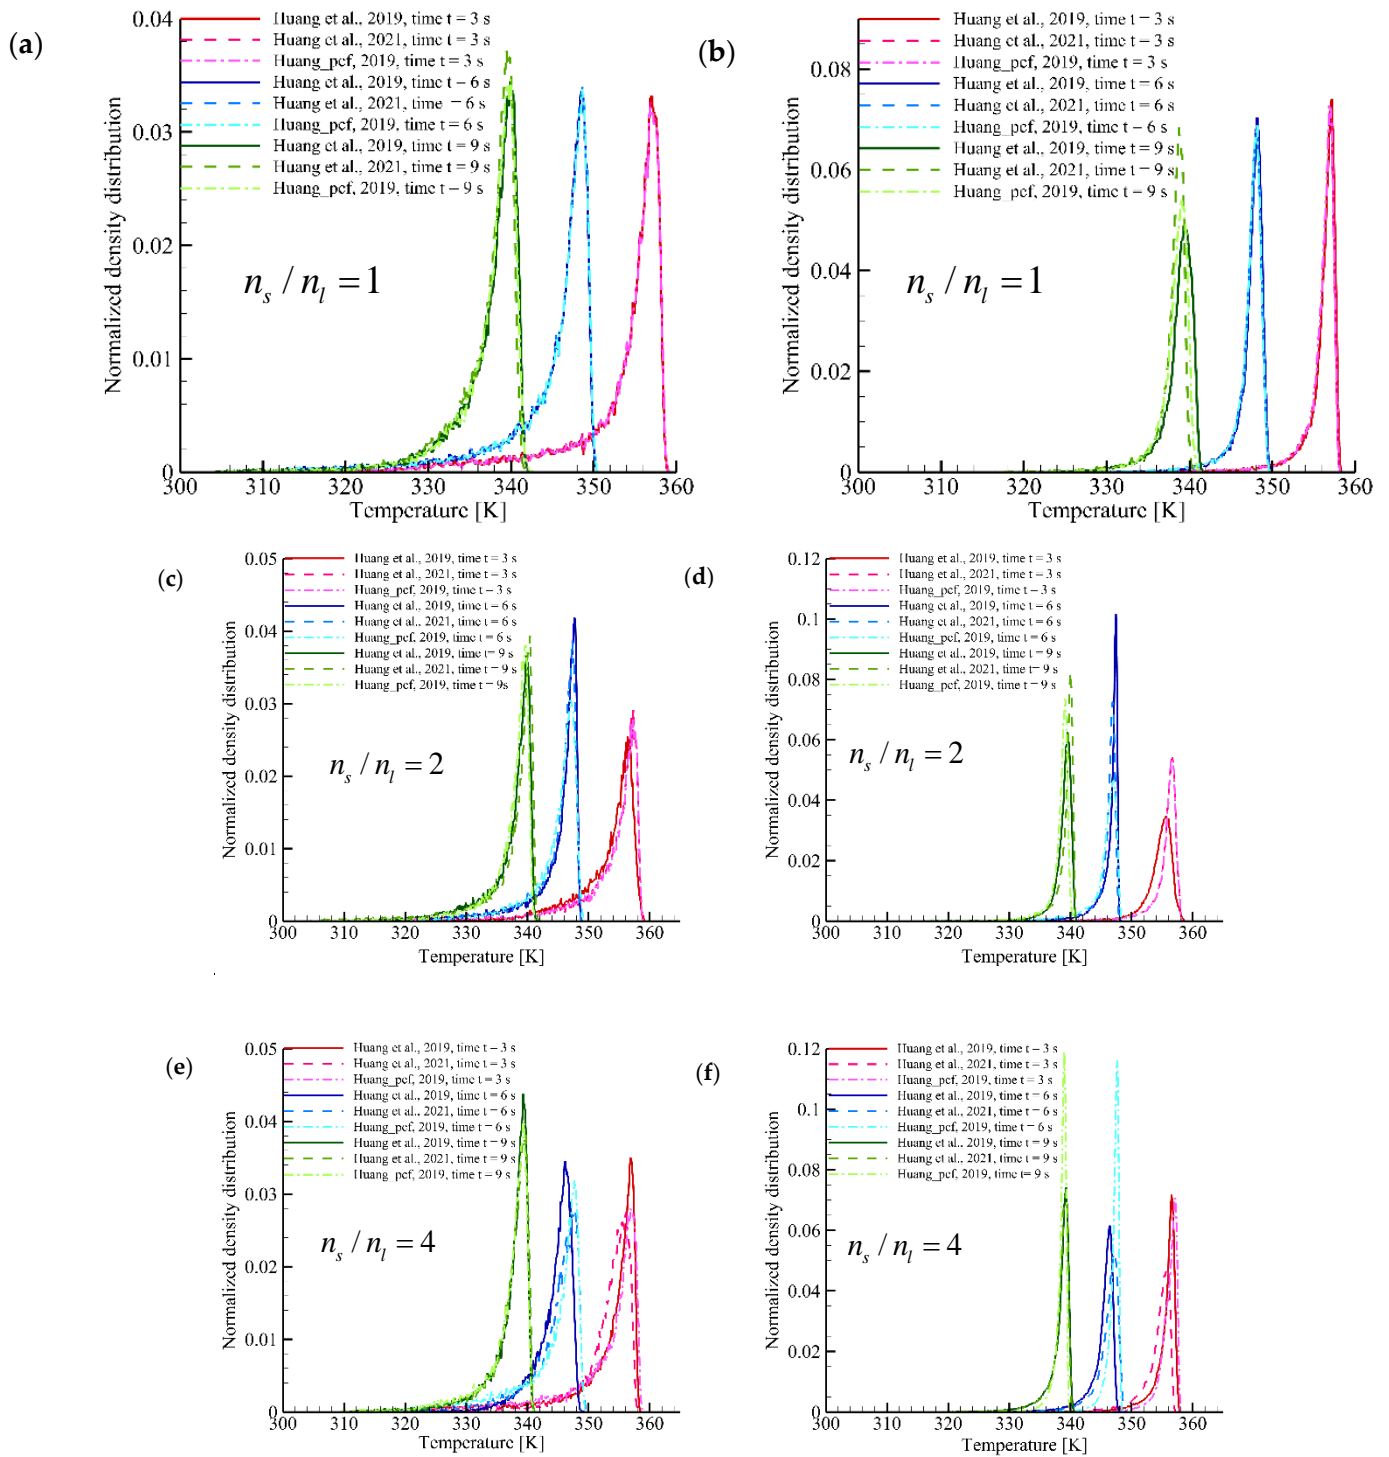 (a)
0.04
0.03
0.02
0.01
0
Normalized density distribution
Huang et al., 2019, time t = 3 s
Huang et al., 2021, time t = 3 s
Huang_pcf, 2019, time t = 3 s
Huang et al., 2019, time t = 6 s
Huang et al., 2021, time = 6 s
Huang_pcf, 2019, time t = 6 s
Huang et al., 2019, time t = 9 s
Huang et al., 2021, time t = 9 s
Huang_pcf, 2019, time t = 9 s
n_s / n_l = 1
300 310 320 330 340 350 360
Temperature [K]
(b)
0.08
0.06
0.04
0.02
0
Normalized density distribution
Huang et al., 2019, time t = 3 s
Huang et al., 2021, time t = 3 s
Huang_pcf, 2019, time t = 3 s
Huang et al., 2019, time t = 6 s
Huang et al., 2021, time t = 6 s
Huang_pcf, 2019, time t = 6 s
Huang et al., 2019, time t = 9 s
Huang et al., 2021, time t = 9 s
Huang_pcf, 2019, time t = 9 s
n_s / n_l = 1
300 310 320 330 340 350 360
Temperature [K]
(c)
0.05
0.04
0.03
0.02
0.01
0
Normalized density distribution
Huang et al., 2019, time t = 3 s
Huang et al., 2021, time t = 3 s
Huang_pcf, 2019, time t = 3 s
Huang et al., 2019, time t = 6 s
Huang et al., 2021, time t = 6 s
Huang_pcf, 2019, time t = 6 s
Huang et al., 2019, time t = 9 s
Huang et al., 2021, time t = 9 s
Huang_pcf, 2019, time t = 9s
n_s / n_l = 2
300 310 320 330 340 350 360
Temperature [K]
(d)
0.12
0.1
0.08
0.06
0.04
0.02
0
Normalized density distribution
Huang et al., 2019, time t = 3 s
Huang et al., 2021, time t = 3 s
Huang_pcf, 2019, time t = 3 s
Huang et al., 2019, time t = 6 s
Huang et al., 2021, time t = 6 s
Huang_pcf, 2019, time t = 6 s
Huang et al., 2019, time t = 9 s
Huang et al., 2021, time t = 9 s
Huang_pcf, 2019, time t = 9 s
n_s / n_l = 2
300 310 320 330 340 350 360
Temperature [K]
(e)
0.05
0.04
0.03
0.02
0.01
0
Normalized density distribution
Huang et al., 2019, time t = 3 s
Huang et al., 2021, time t = 3 s
Huang_pcf, 2019, time t = 3 s
Huang et al., 2019, time t = 6 s
Huang et al., 2021, time t = 6 s
Huang_pcf, 2019, time t = 6 s
Huang et al., 2019, time t = 9 s
Huang et al., 2021, time t = 9 s
Huang_pcf, 2019, time t = 9 s
n_s / n_l = 4
300 310 320 330 340 350 360
Temperature [K]
(f)
0.12
0.1
0.08
0.06
0.04
0.02
0
Normalized density distribution
Huang et al., 2019, time t = 3 s
Huang et al., 2021, time t = 3 s
Huang_pcf, 2019, time t = 3 s
Huang et al., 2019, time t = 6 s
Huang et al., 2021, time t = 6 s
Huang_pcf, 2019, time t = 6 s
Huang et al., 2019, time t = 9 s
Huang et al., 2021, time t = 9 s
Huang_pcf, 2019, time t= 9 s
n_s / n_l = 4
300 310 320 330 340 350 360
Temperature [K]